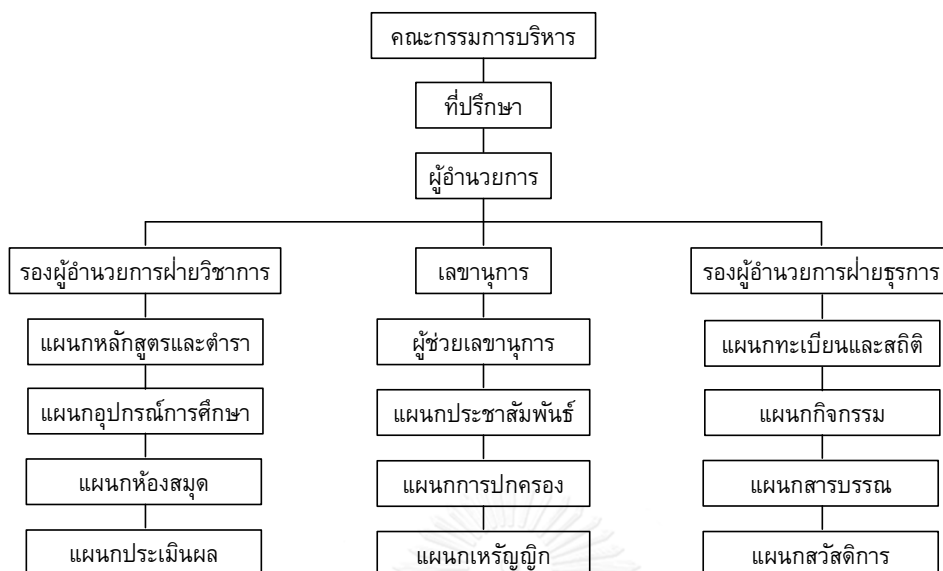 คณะกรรมการบริหาร
ที่ปรึกษา
ผู้อำนวยการ
รองผู้อำนวยการฝ่ายวิชาการ
เลขานุการ
รองผู้อำนวยการฝ่ายธุรการ
แผนกหลักสูตรและตำรา
ผู้ช่วยเลขานุการ
แผนกทะเบียนและสถิติ
แผนกอุปกรณ์การศึกษา
แผนกประชาสัมพันธ์
แผนกกิจกรรม
แผนกห้องสมุด
แผนกการปกครอง
แผนกสารบรรณ
แผนกประเมินผล
แผนกเหรัญญิก
แผนกสวัสดิการ